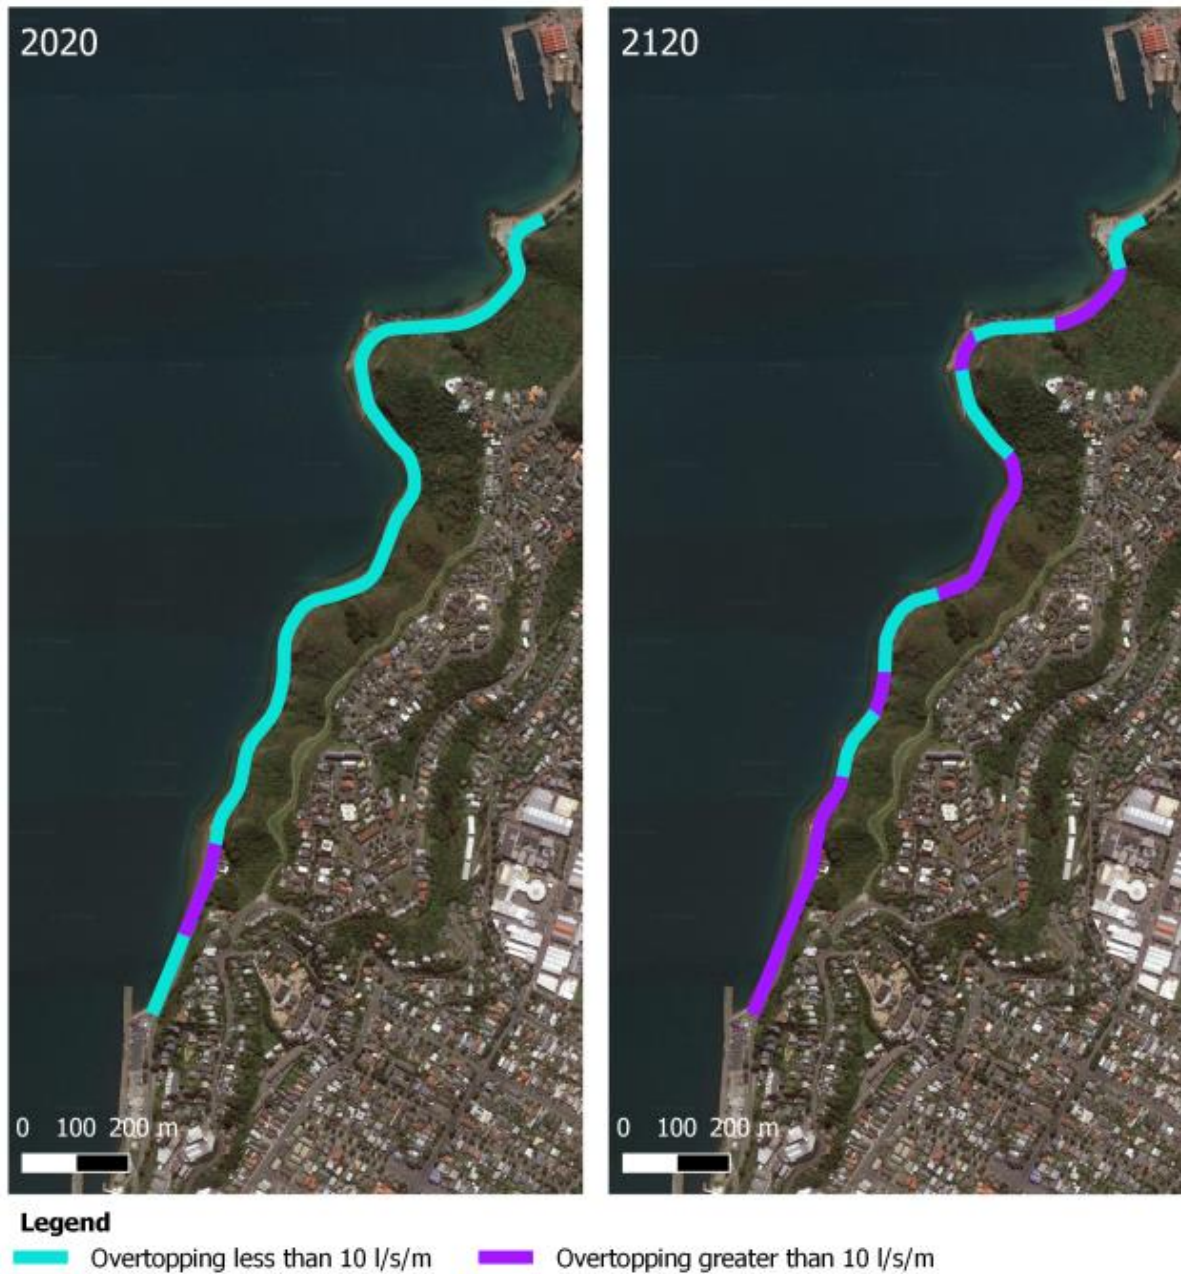 2020
2120
0 100 200 m
0 100 200 m
Legend
Overtopping less than 10 l/s/m
Overtopping greater than 10 l/s/m